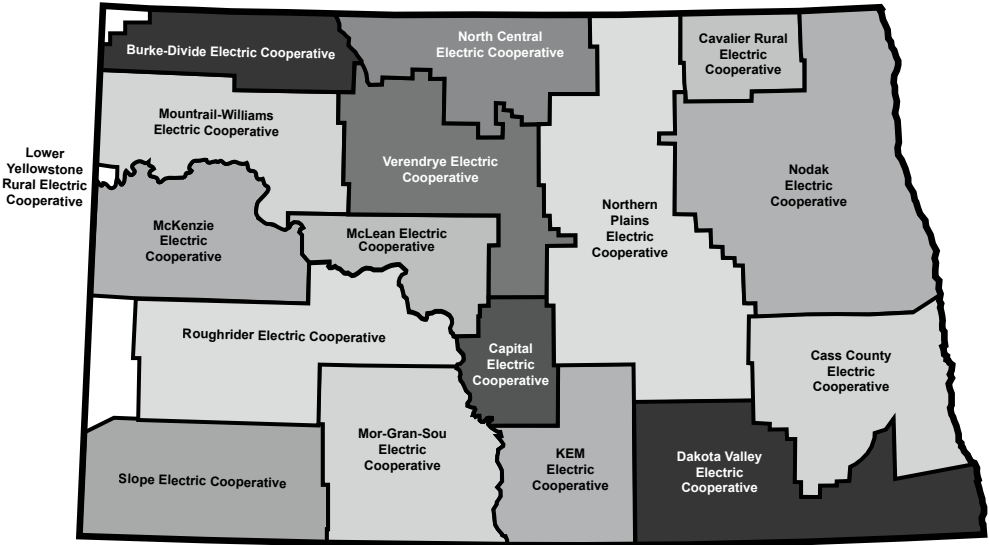 Burke-Divide Electric Cooperative
North Central
Electric Cooperative
Cavalier Rural
Electric
Cooperative
Mountrail-Williams
Electric Cooperative
Lower
Yellowstone
Rural Electric
Cooperative
Verendrye Electric
Cooperative
Nodak
Electric
Cooperative
McKenzie
Electric
Cooperative
McLean Electric
Cooperative
Northern
Plains
Electric
Cooperative
Roughrider Electric Cooperative
Capital
Electric
Cooperative
Cass County
Electric
Cooperative
Mor-Gran-Sou
Electric
Cooperative
KEM
Electric
Cooperative
Dakota Valley
Electric
Cooperative
Slope Electric Cooperative